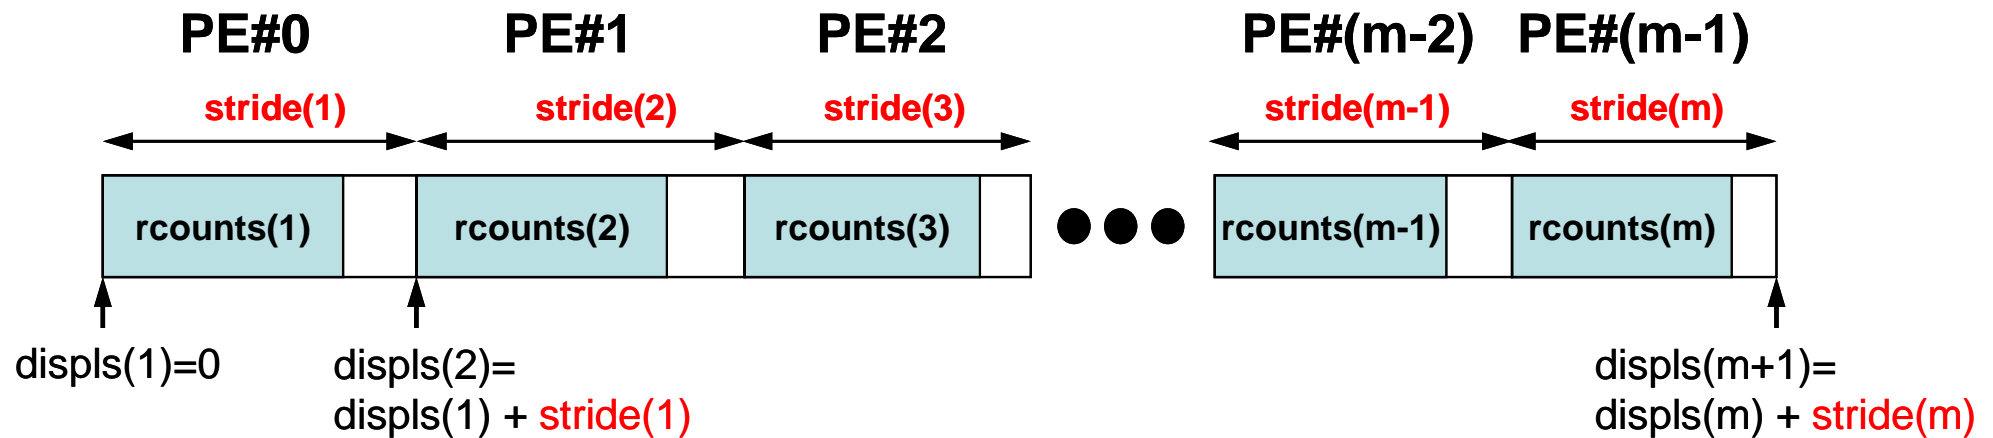 PE#0 PE#1 PE#2 PE#(m-2) PE#(m-1)
stride(1) stride(2) stride(3) stride(m-1) stride(m)
rcounts(1) rcounts(2) rcounts(3) rcounts(m-1) rcounts(m)
displs(1)=0 displs(2)= displs(m+1)=
displs(1) + stride(1) displs(m) + stride(m)